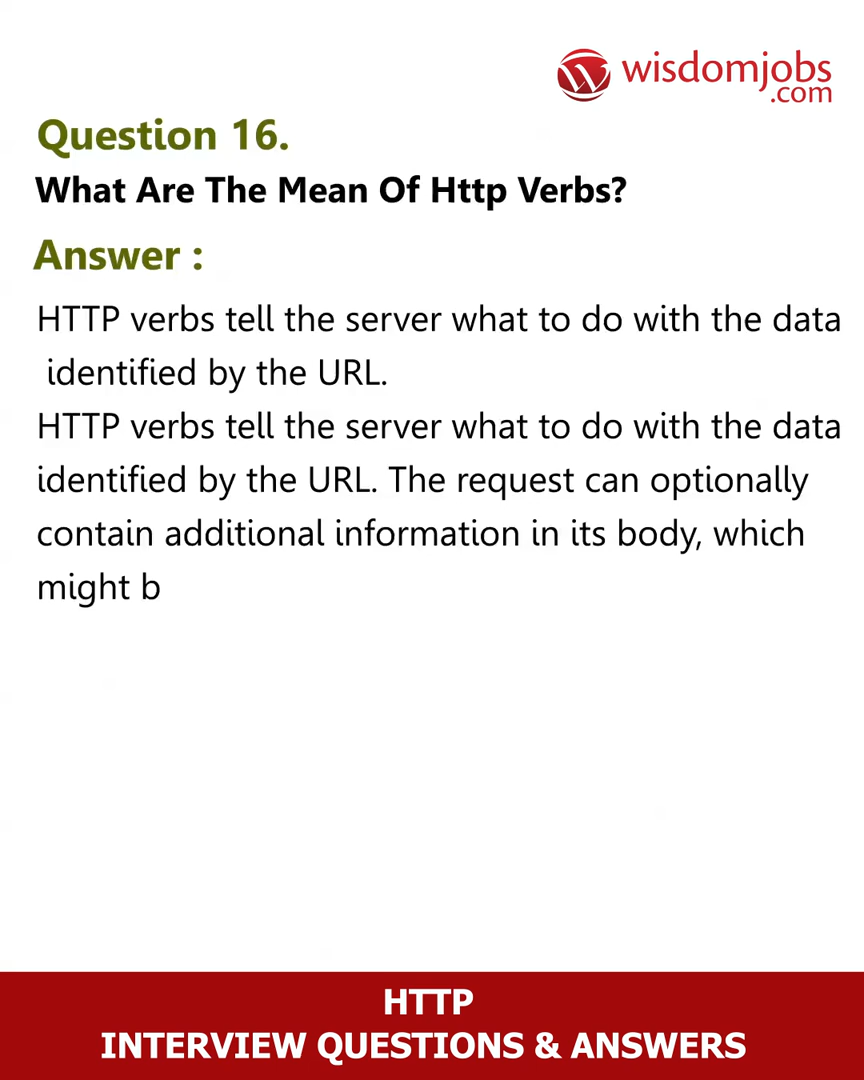 wisdomjobs
.com
Question 16.
What Are The Mean Of Http Verbs?
Answer :
HTTP verbs tell the server what to do with the data
identified by the URL.
HTTP verbs tell the server what to do with the data
identified by the URL. The request can optionally
contain additional information in its body, which
might b
HTTP
INTERVIEW QUESTIONS & ANSWERS